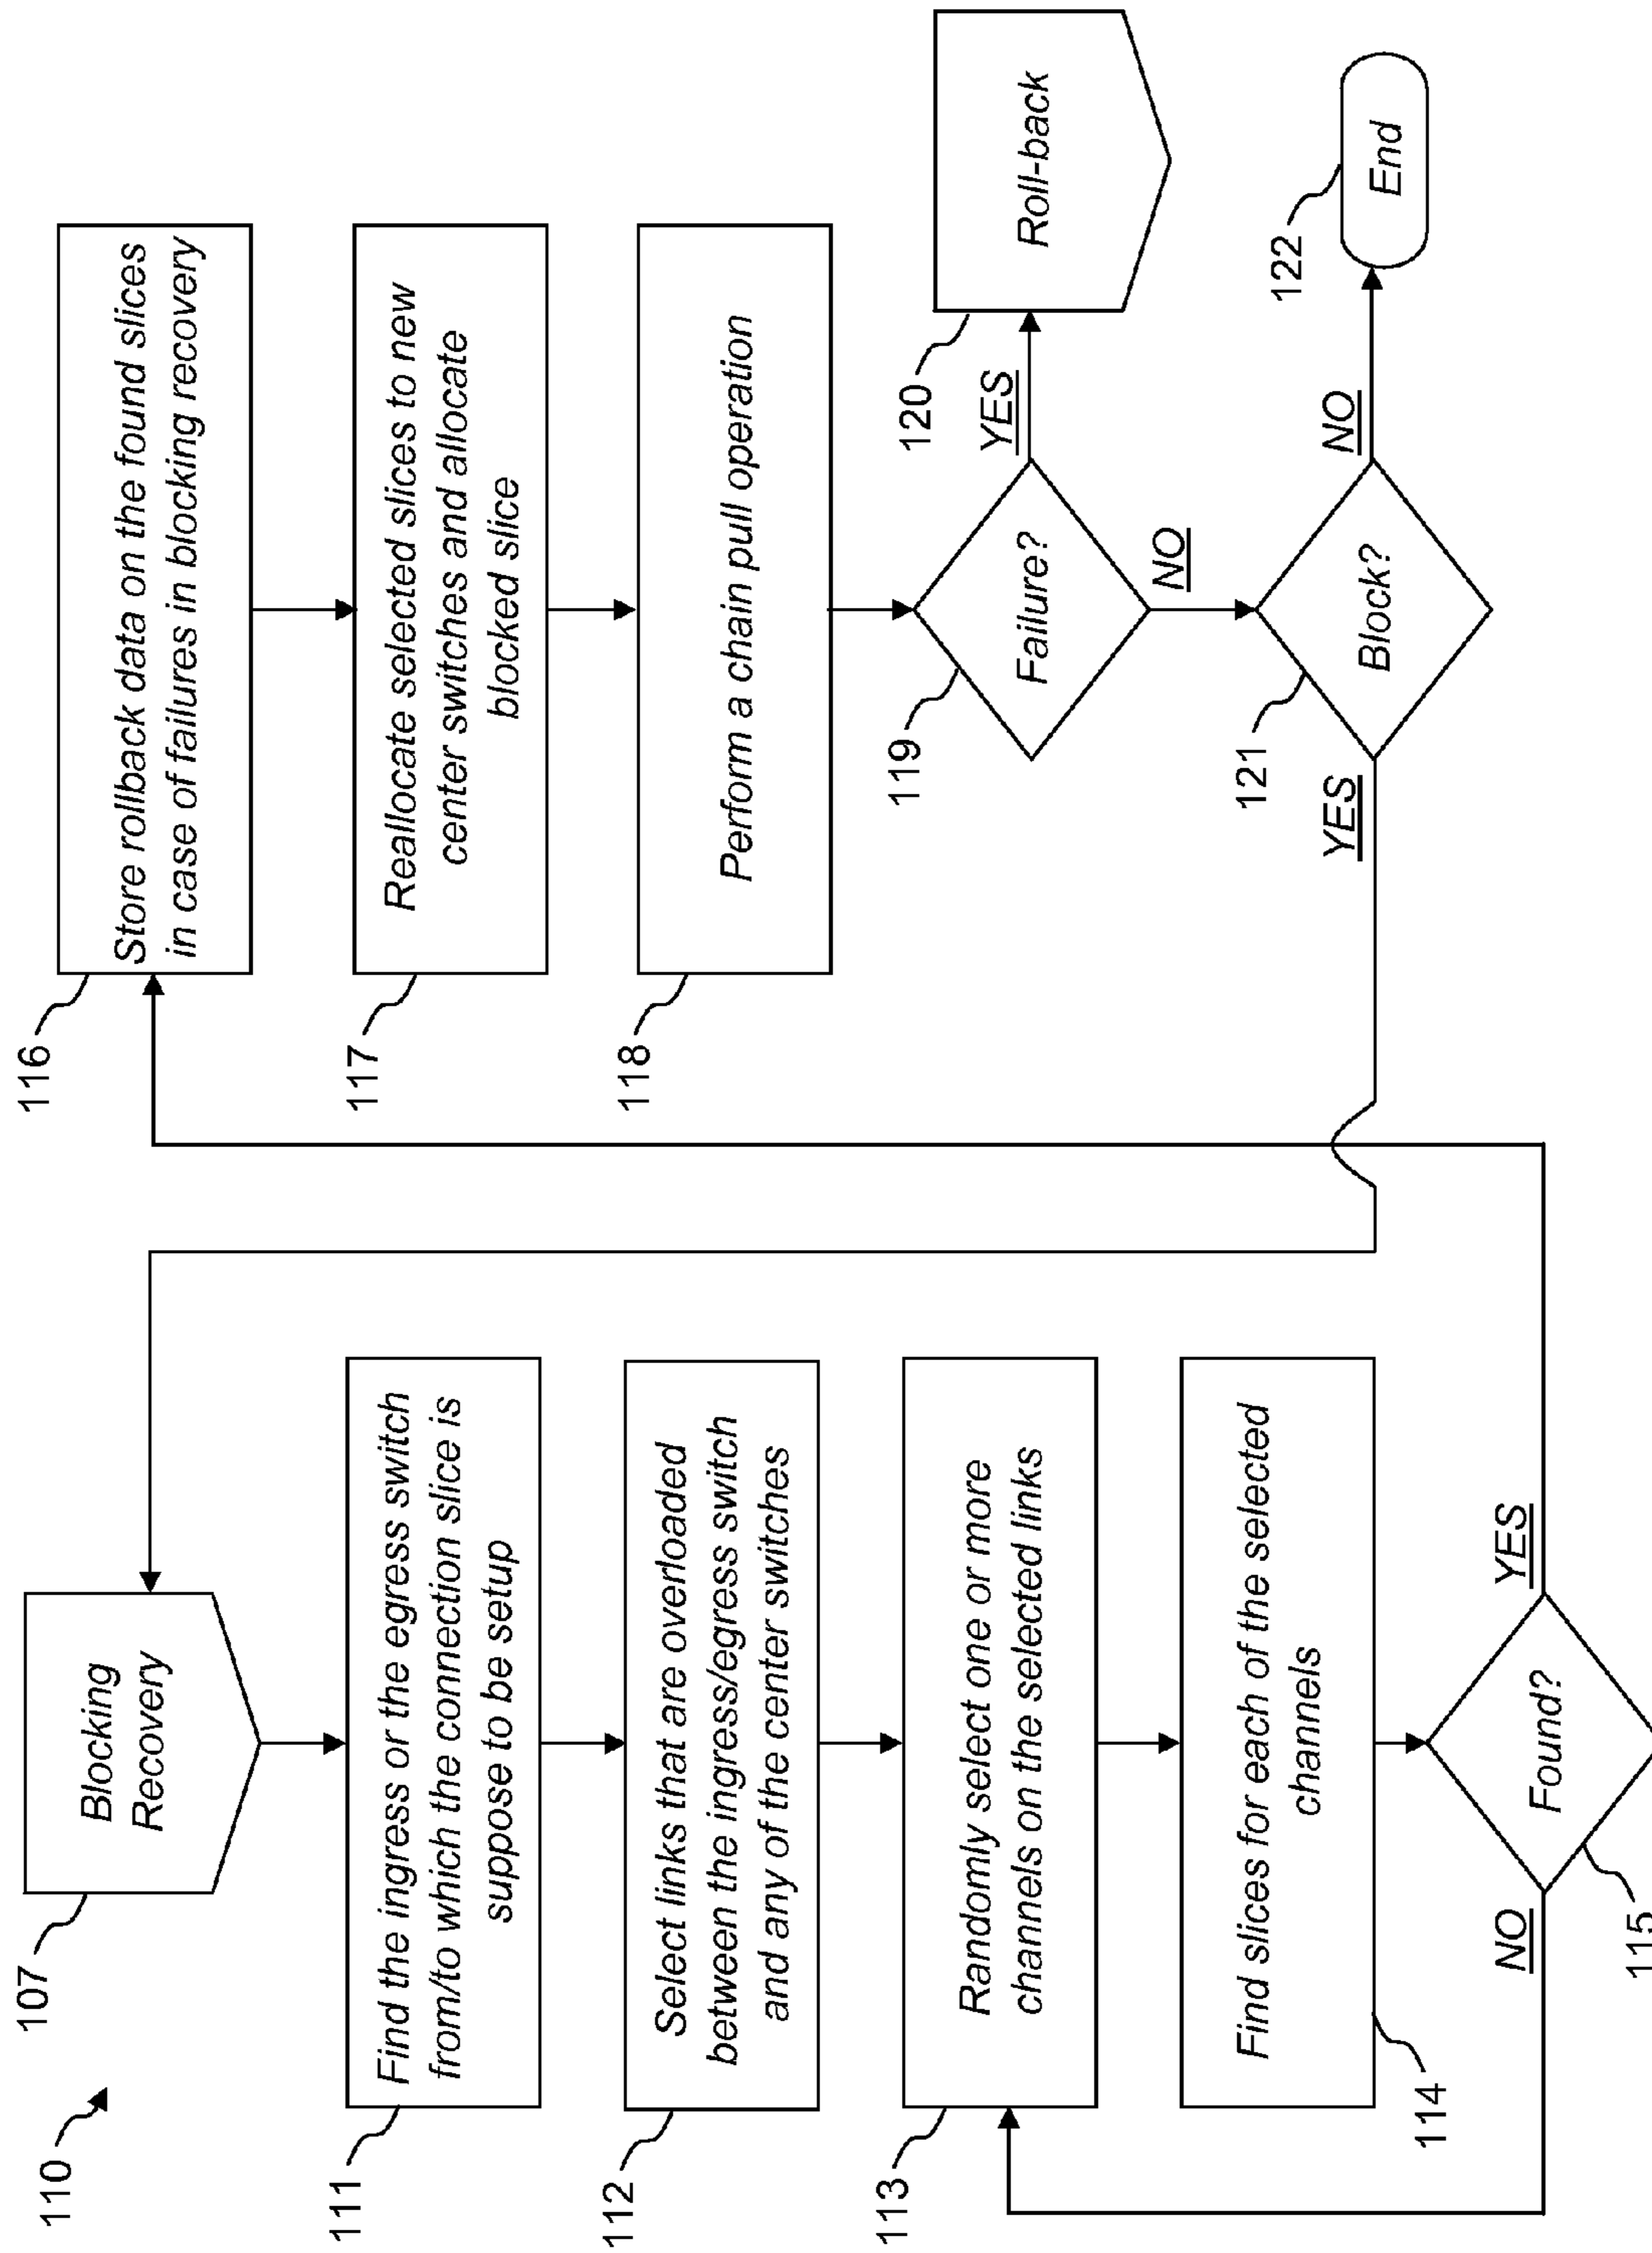 110
107
Blocking
Recovery
111
Find the ingress or the egress switch
from/to which the connection slice is
suppose to be setup
112
Select links that are overloaded
between the ingress/egress switch
and any of the center switches
113
Randomly select one or more
channels on the selected links
114
Find slices for each of the selected
channels
115
Found?
NO
YES
116
Store rollback data on the found slices
in case of failures in blocking recovery
117
Reallocate selected slices to new
center switches and allocate
blocked slice
118
Perform a chain pull operation
119
Failure?
YES
120
Roll-back
NO
121
Block?
YES
NO
122
End